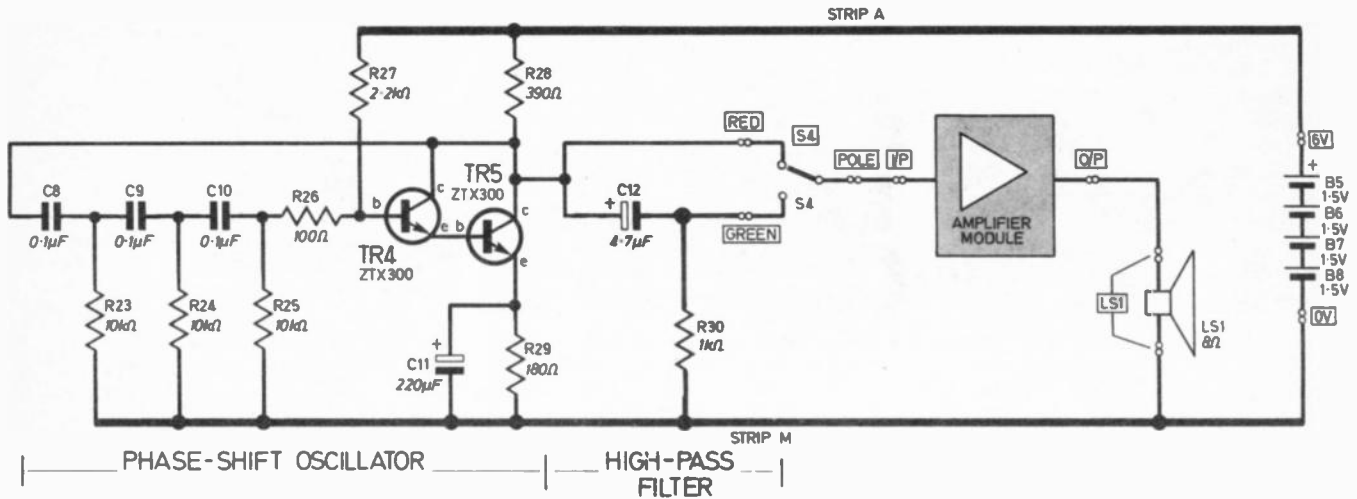 STRIP A
R27
2·2kΩ
R28
390Ω
RED
S4
POLE
I/P
O/P
6V
C8
0·1μF
C9
0·1μF
C10
0·1μF
R26
100Ω
b
c
e
TR4
ZTX300
TR5
ZTX300
b
c
e
C12
+
4·7μF
S4
GREEN
AMPLIFIER
MODULE
+
B5
1·5V
B6
1·5V
B7
1·5V
B8
1·5V
0V
R23
10kΩ
R24
10kΩ
R25
10kΩ
+
C11
220μF
R29
180Ω
R30
1kΩ
LS1
LS1
8Ω
STRIP M
PHASE-SHIFT OSCILLATOR
HIGH-PASS
FILTER